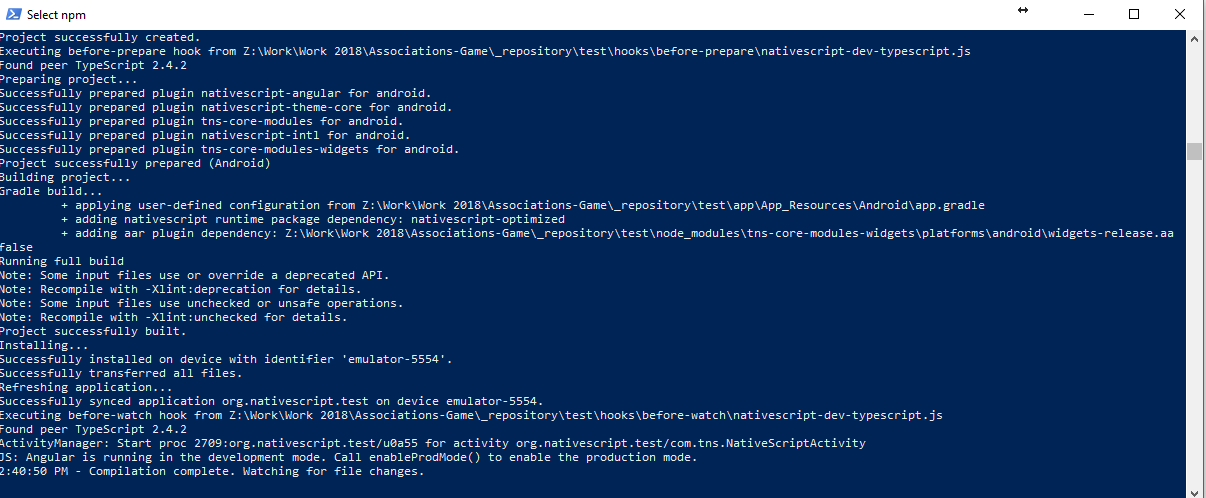 Select npm
Project successfully created.
Executing before-prepare hook from Z:\Work\Work 2018\Associations-Game\_repository\test\hooks\before-prepare\nativescript-dev-typescript.js
Found peer TypeScript 2.4.2
Preparing project...
Successfully prepared plugin nativescript-angular for android.
Successfully prepared plugin nativescript-theme-core for android.
Successfully prepared plugin tns-core-modules for android.
Successfully prepared plugin nativescript-intl for android.
Successfully prepared plugin tns-core-modules-widgets for android.
Project successfully prepared (Android)
Building project...
Gradle build...
+ applying user-defined configuration from Z:\Work\Work 2018\Associations-Game\_repository\test\app\App_Resources\Android\app.gradle
+ adding nativescript runtime package dependency: nativescript-optimized
+ adding aar plugin dependency: Z:\Work\Work 2018\Associations-Game\_repository\test\node_modules\tns-core-modules-widgets\platforms\android\widgets-release.aa
false
Running full build
Note: Some input files use or override a deprecated API.
Note: Recompile with -Xlint:deprecation for details.
Note: Some input files use unchecked or unsafe operations.
Note: Recompile with -Xlint:unchecked for details.
Project successfully built.
Installing...
Successfully installed on device with identifier 'emulator-5554'.
Successfully transferred all files.
Refreshing application...
Successfully synced application org.nativescript.test on device emulator-5554.
Executing before-watch hook from Z:\Work\Work 2018\Associations-Game\_repository\test\hooks\before-watch\nativescript-dev-typescript.js
Found peer TypeScript 2.4.2
ActivityManager: Start proc 2709:org.nativescript.test/u0a55 for activity org.nativescript.test/com.tns.NativeScriptActivity
JS: Angular is running in the development mode. Call enableProdMode() to enable the production mode.
2:40:50 PM - Compilation complete. Watching for file changes.